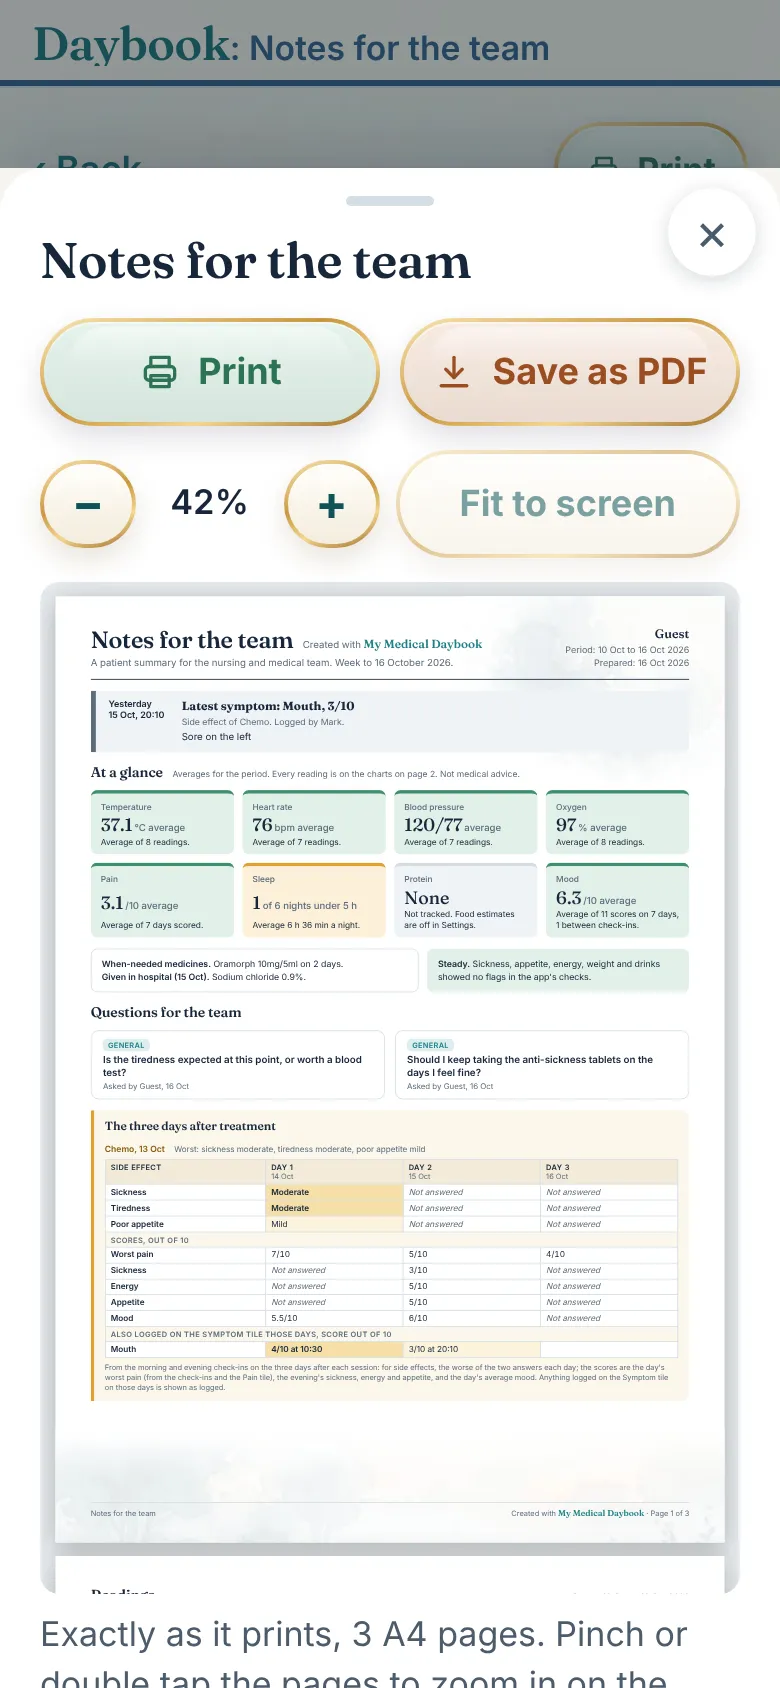 Daybook: Notes for the team
‹ Back
Print
Notes for the team
×
Print
Save as PDF
− 42% +
Fit to screen
Notes for the team Created with My Medical Daybook
Guest
A patient summary for the nursing and medical team. Week to 16 October 2026.
Period: 10 Oct to 16 Oct 2026
Prepared: 16 Oct 2026
Yesterday
15 Oct, 20:10
Latest symptom: Mouth, 3/10
Side effect of Chemo. Logged by Mark.
Sore on the left
At a glance Averages for the period. Every reading is on the charts on page 2. Not medical advice.
Temperature
37.1 °C average
Average of 8 readings.
Heart rate
76 bpm average
Average of 7 readings.
Blood pressure
120/77 average
Average of 7 readings.
Oxygen
97 % average
Average of 8 readings.
Pain
3.1 /10 average
Average of 7 days scored.
Sleep
1 of 6 nights under 5 h
Average 6 h 36 min a night.
Protein
None
Not tracked. Food estimates
are off in Settings.
Mood
6.3 /10 average
Average of 11 scores on 7 days,
1 between check-ins.
When-needed medicines. Oramorph 10mg/5ml on 2 days.
Given in hospital (15 Oct). Sodium chloride 0.9%.
Steady. Sickness, appetite, energy, weight and drinks
showed no flags in the app's checks.
Questions for the team
GENERAL
Is the tiredness expected at this point, or worth a blood
test?
Asked by Guest, 16 Oct
GENERAL
Should I keep taking the anti-sickness tablets on the
days I feel fine?
Asked by Guest, 16 Oct
The three days after treatment
Chemo, 13 Oct Worst: sickness moderate, tiredness moderate, poor appetite mild
SIDE EFFECT DAY 1 DAY 2 DAY 3
14 Oct 15 Oct 16 Oct
Sickness Moderate Not answered Not answered
Tiredness Moderate Not answered Not answered
Poor appetite Mild Not answered Not answered
SCORES, OUT OF 10
Worst pain 7/10 5/10 4/10
Sickness Not answered 3/10 Not answered
Energy Not answered 5/10 Not answered
Appetite Not answered 5/10 Not answered
Mood 5.5/10 6/10 Not answered
ALSO LOGGED ON THE SYMPTOM TILE THOSE DAYS, SCORE OUT OF 10
Mouth 4/10 at 10:30 3/10 at 20:10
From the morning and evening check-ins on the three days after each session: for side effects, the worse of the two answers each day; the scores are the day's
worst pain (from the check-ins and the Pain tile), the evening's sickness, energy and appetite, and the day's average mood. Anything logged on the Symptom tile
on those days is shown as logged.
Notes for the team
Created with My Medical Daybook · Page 1 of 3
Readings
Exactly as it prints, 3 A4 pages. Pinch or
double tap the pages to zoom in on the